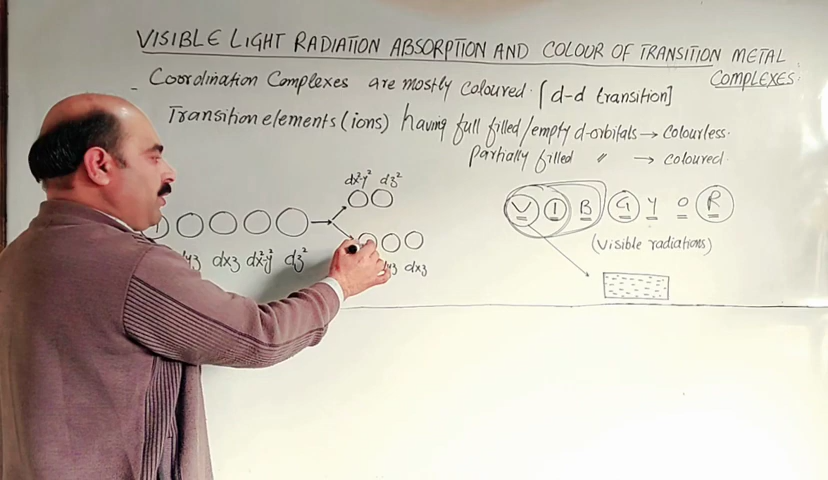 VISIBLE LIGHT RADIATION ABSORPTION AND COLOUR OF TRANSITION METAL
COMPLEXES.
- Coordination Complexes are mostly coloured. [d-d transition]
Transition elements (ions) having full filled/empty d-orbitals → Colourless.
Partially filled " → coloured.
dx²-y² dz²
V I B G Y O R
(Visible radiations)
dxz dx²-y² dz²
dxz